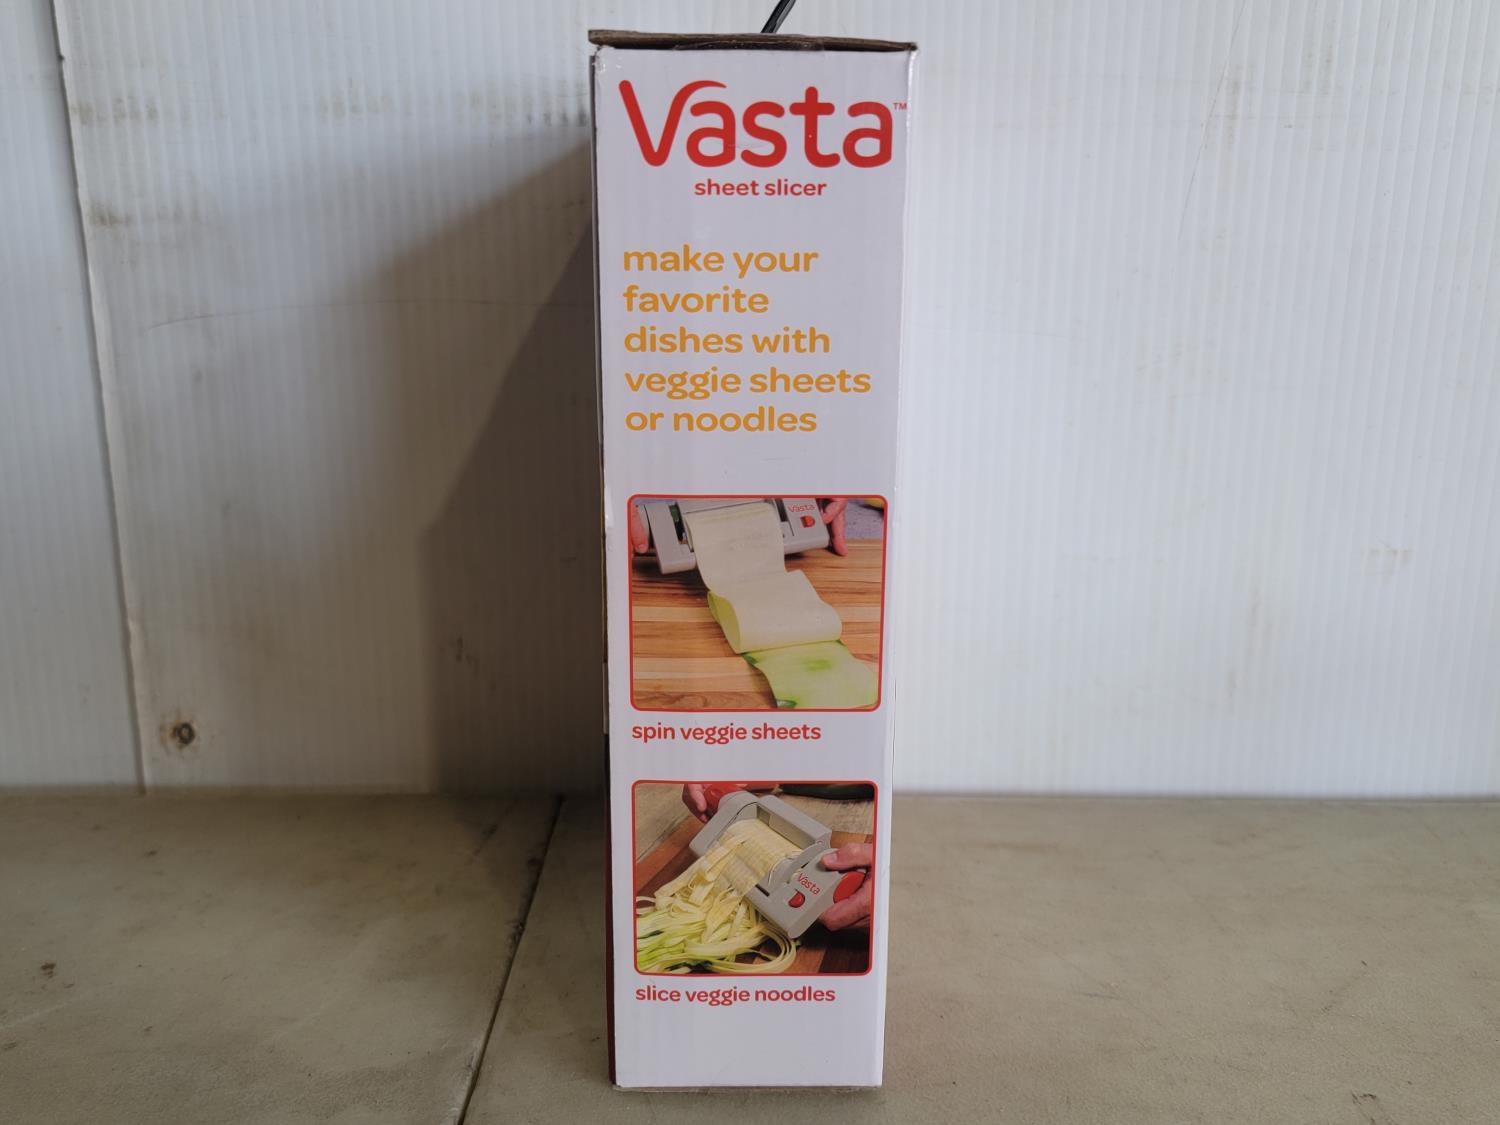 Vasta™
sheet slicer
make your
favorite
dishes with
veggie sheets
or noodles
Vasta
spin veggie sheets
Vasta
slice veggie noodles